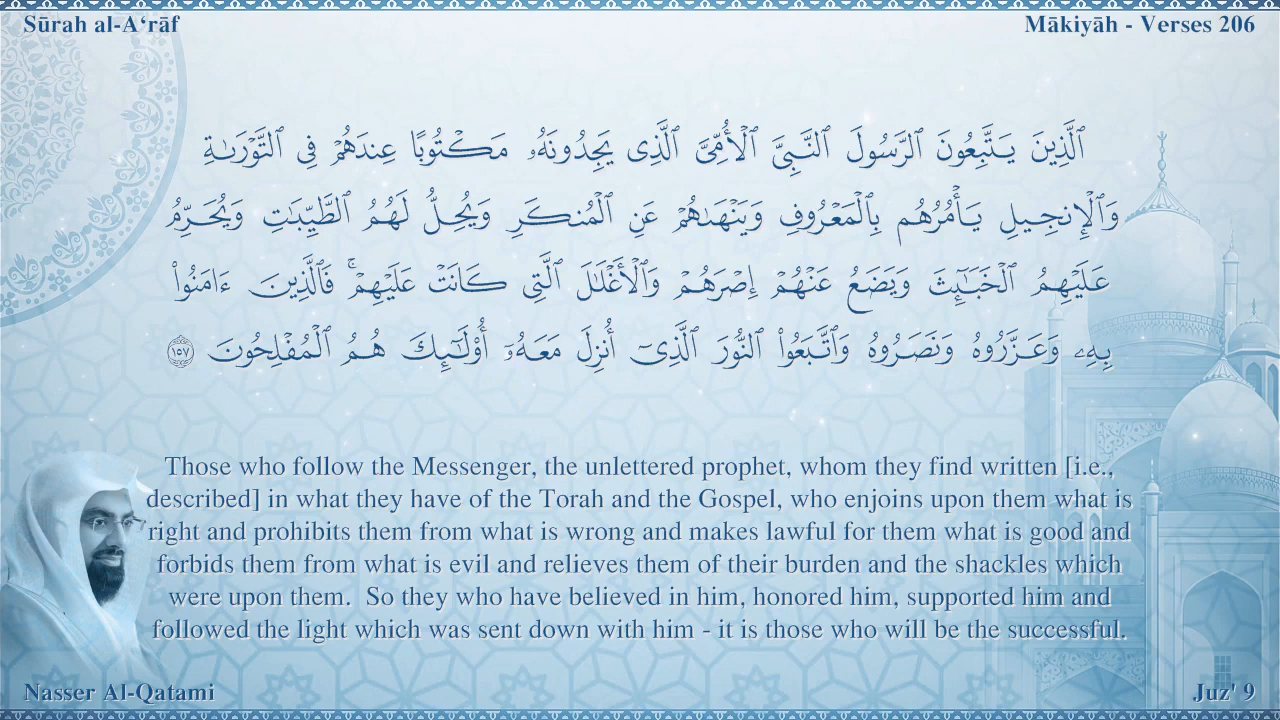 Sūrah al-A‘rāf
Mākiyāh - Verses 206
ٱلَّذِينَ يَتَّبِعُونَ ٱلرَّسُولَ ٱلنَّبِىَّ ٱلْأُمِّىَّ ٱلَّذِى يَجِدُونَهُۥ مَكْتُوبًا عِندَهُمْ فِى ٱلتَّوْرَىٰةِ
وَٱلْإِنجِيلِ يَأْمُرُهُم بِٱلْمَعْرُوفِ وَيَنْهَىٰهُمْ عَنِ ٱلْمُنكَرِ وَيُحِلُّ لَهُمُ ٱلطَّيِّبَٰتِ وَيُحَرِّمُ
عَلَيْهِمُ ٱلْخَبَٰٓئِثَ وَيَضَعُ عَنْهُمْ إِصْرَهُمْ وَٱلْأَغْلَٰلَ ٱلَّتِى كَانَتْ عَلَيْهِمْ ۚ فَٱلَّذِينَ ءَامَنُوا۟
بِهِۦ وَعَزَّرُوهُ وَنَصَرُوهُ وَٱتَّبَعُوا۟ ٱلنُّورَ ٱلَّذِىٓ أُنزِلَ مَعَهُۥٓ أُو۟لَٰٓئِكَ هُمُ ٱلْمُفْلِحُونَ ١٥٧
Those who follow the Messenger, the unlettered prophet, whom they find written [i.e.,
described] in what they have of the Torah and the Gospel, who enjoins upon them what is
right and prohibits them from what is wrong and makes lawful for them what is good and
forbids them from what is evil and relieves them of their burden and the shackles which
were upon them.  So they who have believed in him, honored him, supported him and
followed the light which was sent down with him - it is those who will be the successful.
Nasser Al-Qatami
Juz' 9